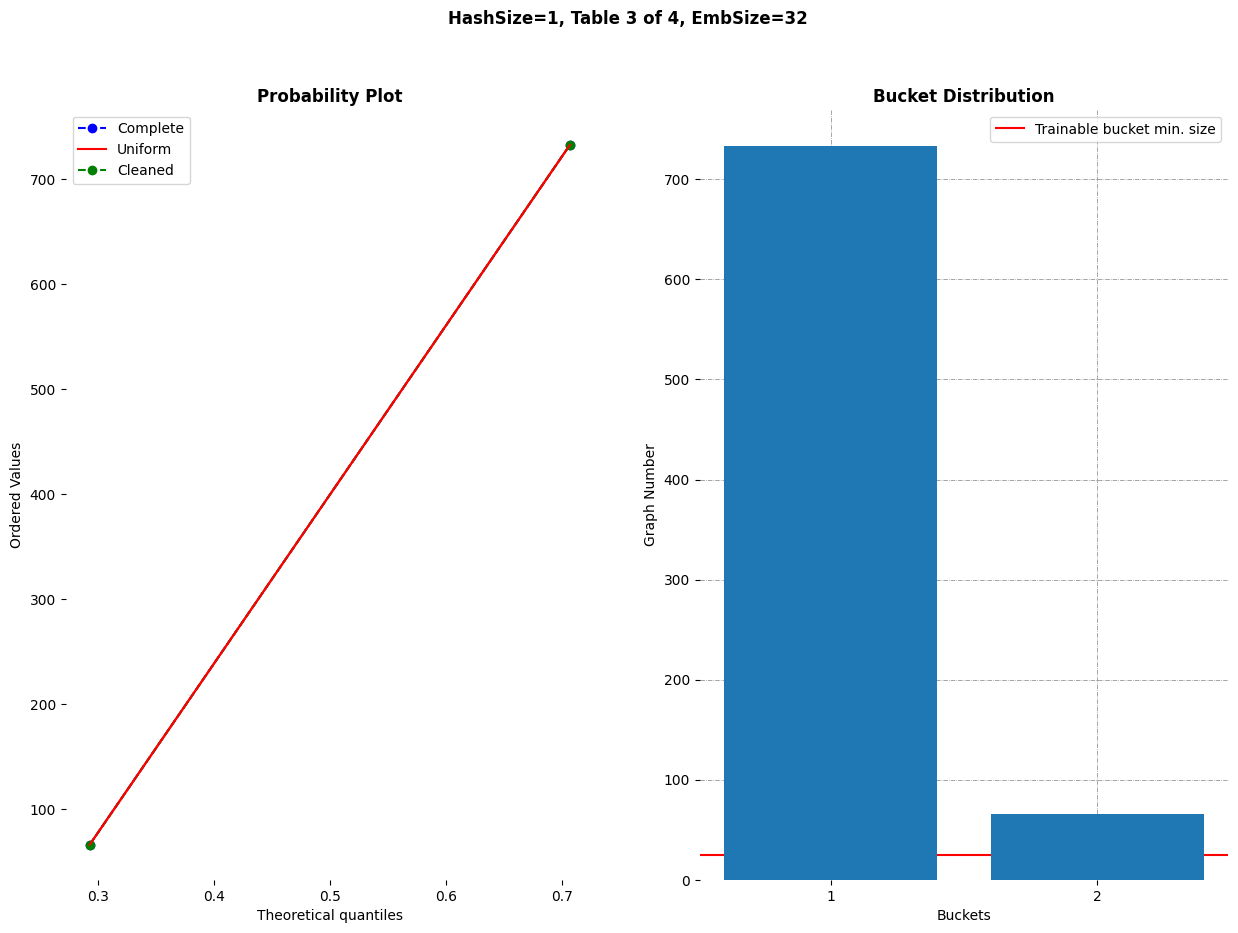 HashSize=1, Table 3 of 4, EmbSize=32
Probability Plot
Complete
Uniform
Cleaned
700
600
500
400
300
200
100
Ordered Values
0.3 0.4 0.5 0.6 0.7
Theoretical quantiles
Bucket Distribution
Trainable bucket min. size
700
600
500
400
300
200
100
0
Graph Number
1 2
Buckets